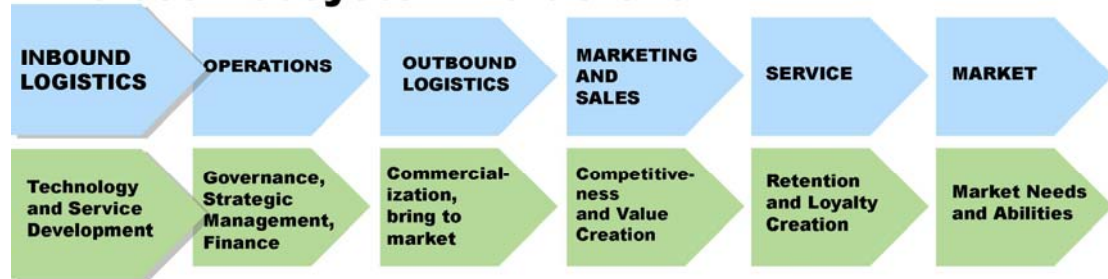 INBOUND
LOGISTICS
OPERATIONS
OUTBOUND
LOGISTICS
MARKETING
AND
SALES
SERVICE
MARKET
Technology
and Service
Development
Governance,
Strategic
Management,
Finance
Commercial-
ization,
bring to
market
Competitive-
ness
and Value
Creation
Retention
and Loyalty
Creation
Market Needs
and Abilities